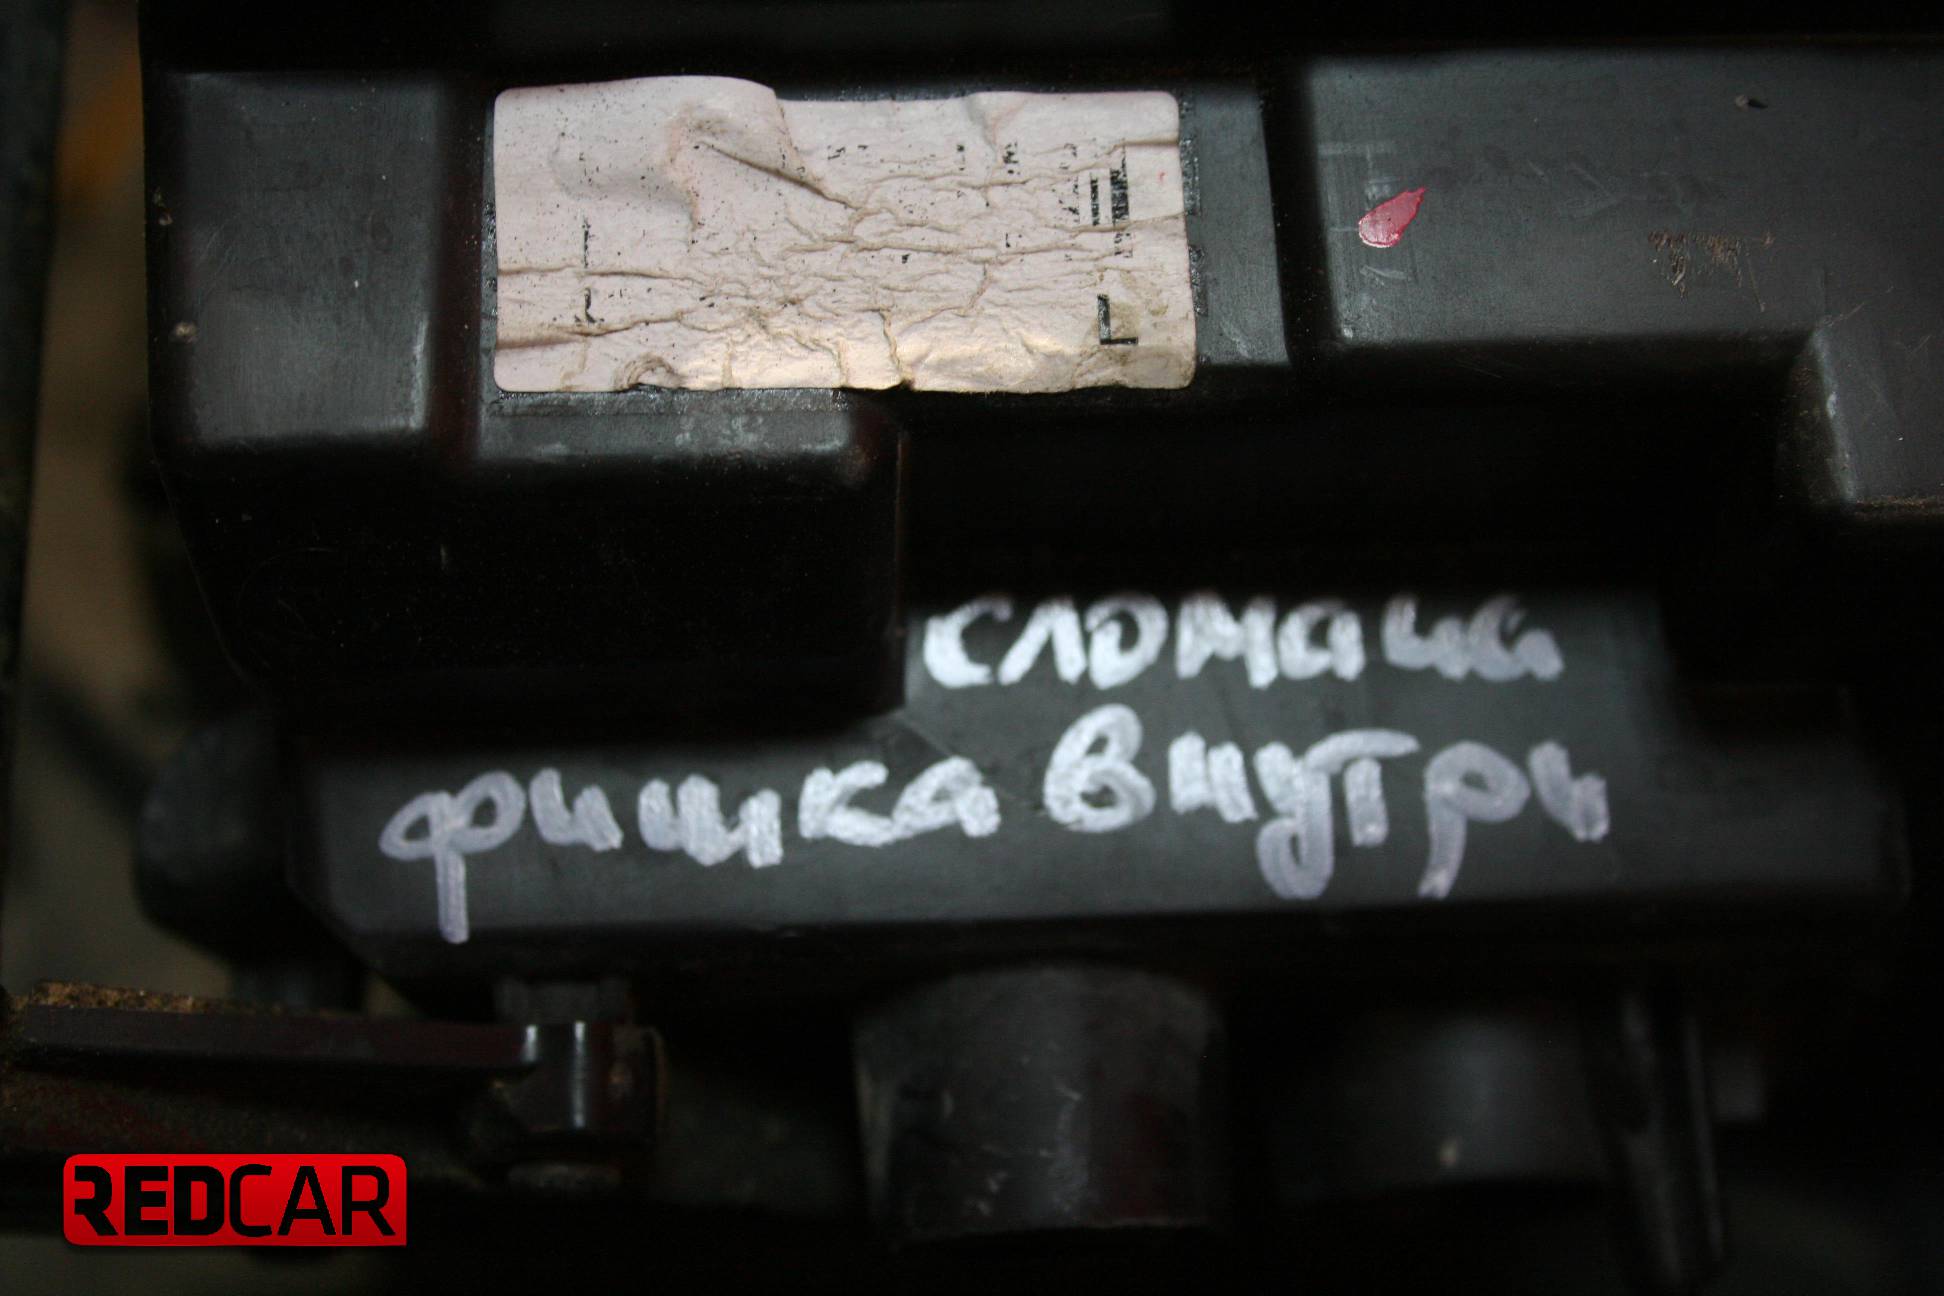 L
сломана
фишка внутри
REDCAR